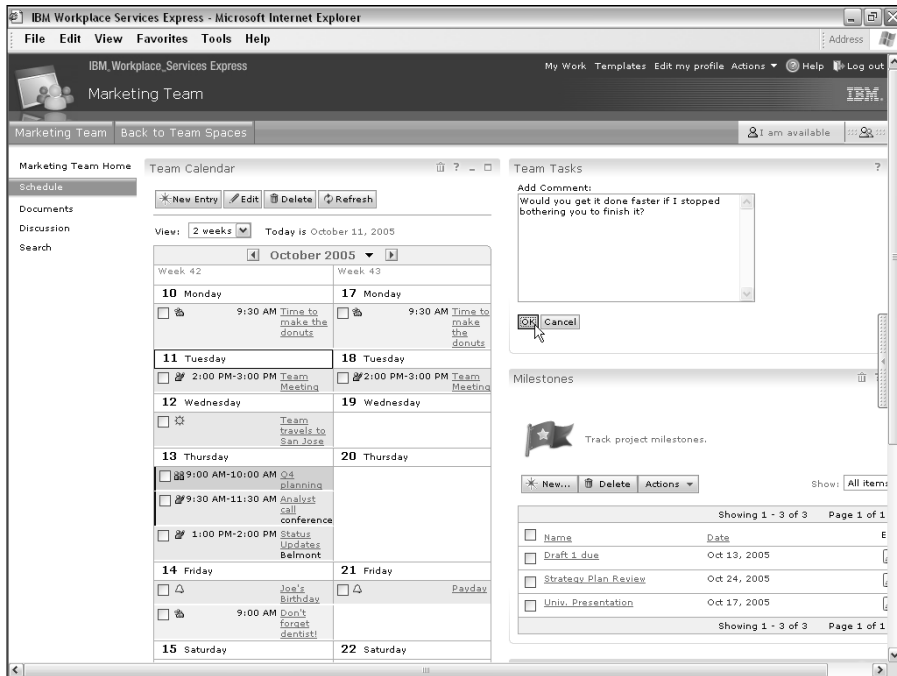 IBM Workplace Services Express - Microsoft Internet Explorer
File Edit View Favorites Tools Help
Address
IBM_Workplace_Services Express
My Work Templates Edit my profile Actions Help Log out
Marketing Team
IBM.
Marketing Team Back to Team Spaces
I am available
Marketing Team Home
Schedule
Documents
Discussion
Search
Team Calendar
New Entry Edit Delete Refresh
View: 2 weeks Today is October 11, 2005
October 2005
Week 42 Week 43
10 Monday 17 Monday
9:30 AM Time to make the donuts
9:30 AM Time to make the donuts
11 Tuesday 18 Tuesday
2:00 PM-3:00 PM Team Meeting
2:00 PM-3:00 PM Team Meeting
12 Wednesday 19 Wednesday
Team travels to San Jose
13 Thursday 20 Thursday
9:00 AM-10:00 AM Q4 planning
9:30 AM-11:30 AM Analyst call conference
1:00 PM-2:00 PM Status Updates Belmont
14 Friday 21 Friday
Joe's Birthday
Payday
9:00 AM Don't forget dentist!
15 Saturday 22 Saturday
Team Tasks
?
Add Comment:
Would you get it done faster if I stopped
bothering you to finish it?
OK Cancel
Milestones
Track project milestones.
New... Delete Actions Show: All items
Showing 1 - 3 of 3 Page 1 of 1
Name Date E
Draft 1 due Oct 13, 2005
Strategy Plan Review Oct 24, 2005
Univ. Presentation Oct 17, 2005
Showing 1 - 3 of 3 Page 1 of 1